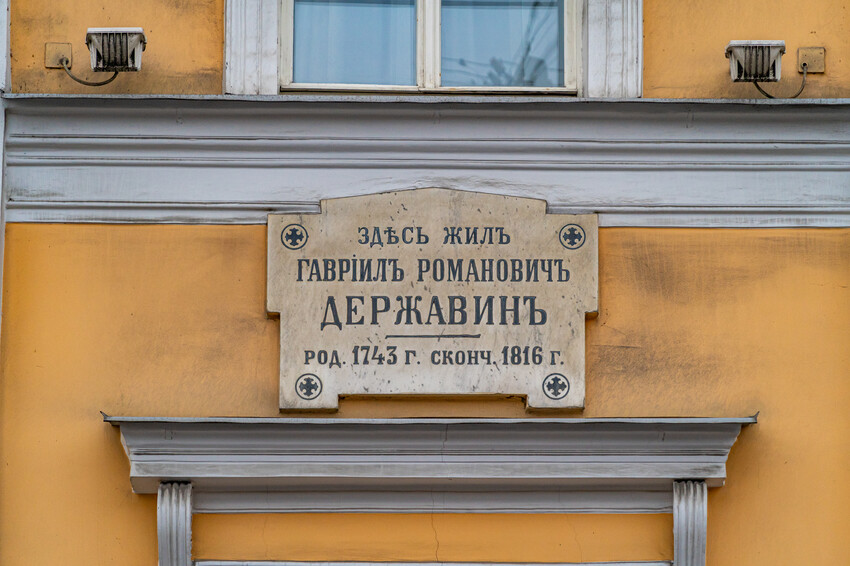 ЗДѢСЬ ЖИЛЪ
ГАВРІИЛЪ РОМАНОВИЧЪ
ДЕРЖАВИНЪ
РОД. 1743 Г. СКОНЧ. 1816 Г.